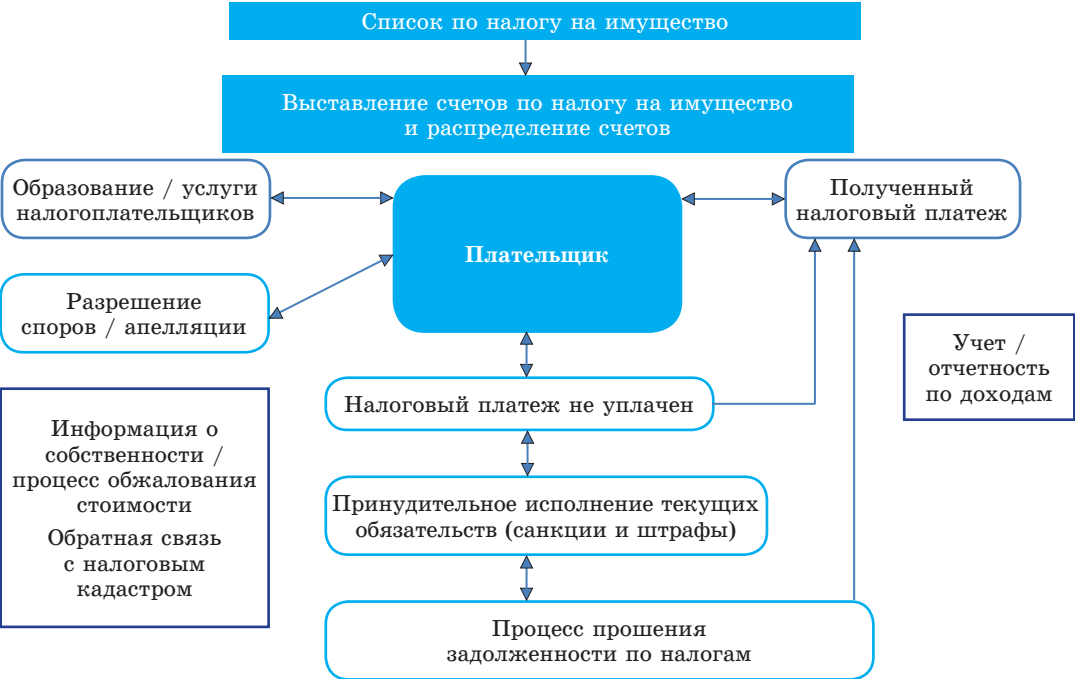 Список по налогу на имущество
Выставление счетов по налогу на имущество
и распределение счетов
Образование / услуги
налогоплательщиков
Плательщик
Полученный
налоговый платеж
Разрешение
споров / апелляции
Учет /
отчетность
по доходам
Налоговый платеж не уплачен
Информация о
собственности /
процесс обжалования
стоимости
Обратная связь
с налоговым
кадастром
Принудительное исполнение текущих
обязательств (санкции и штрафы)
Процесс прошения
задолженности по налогам